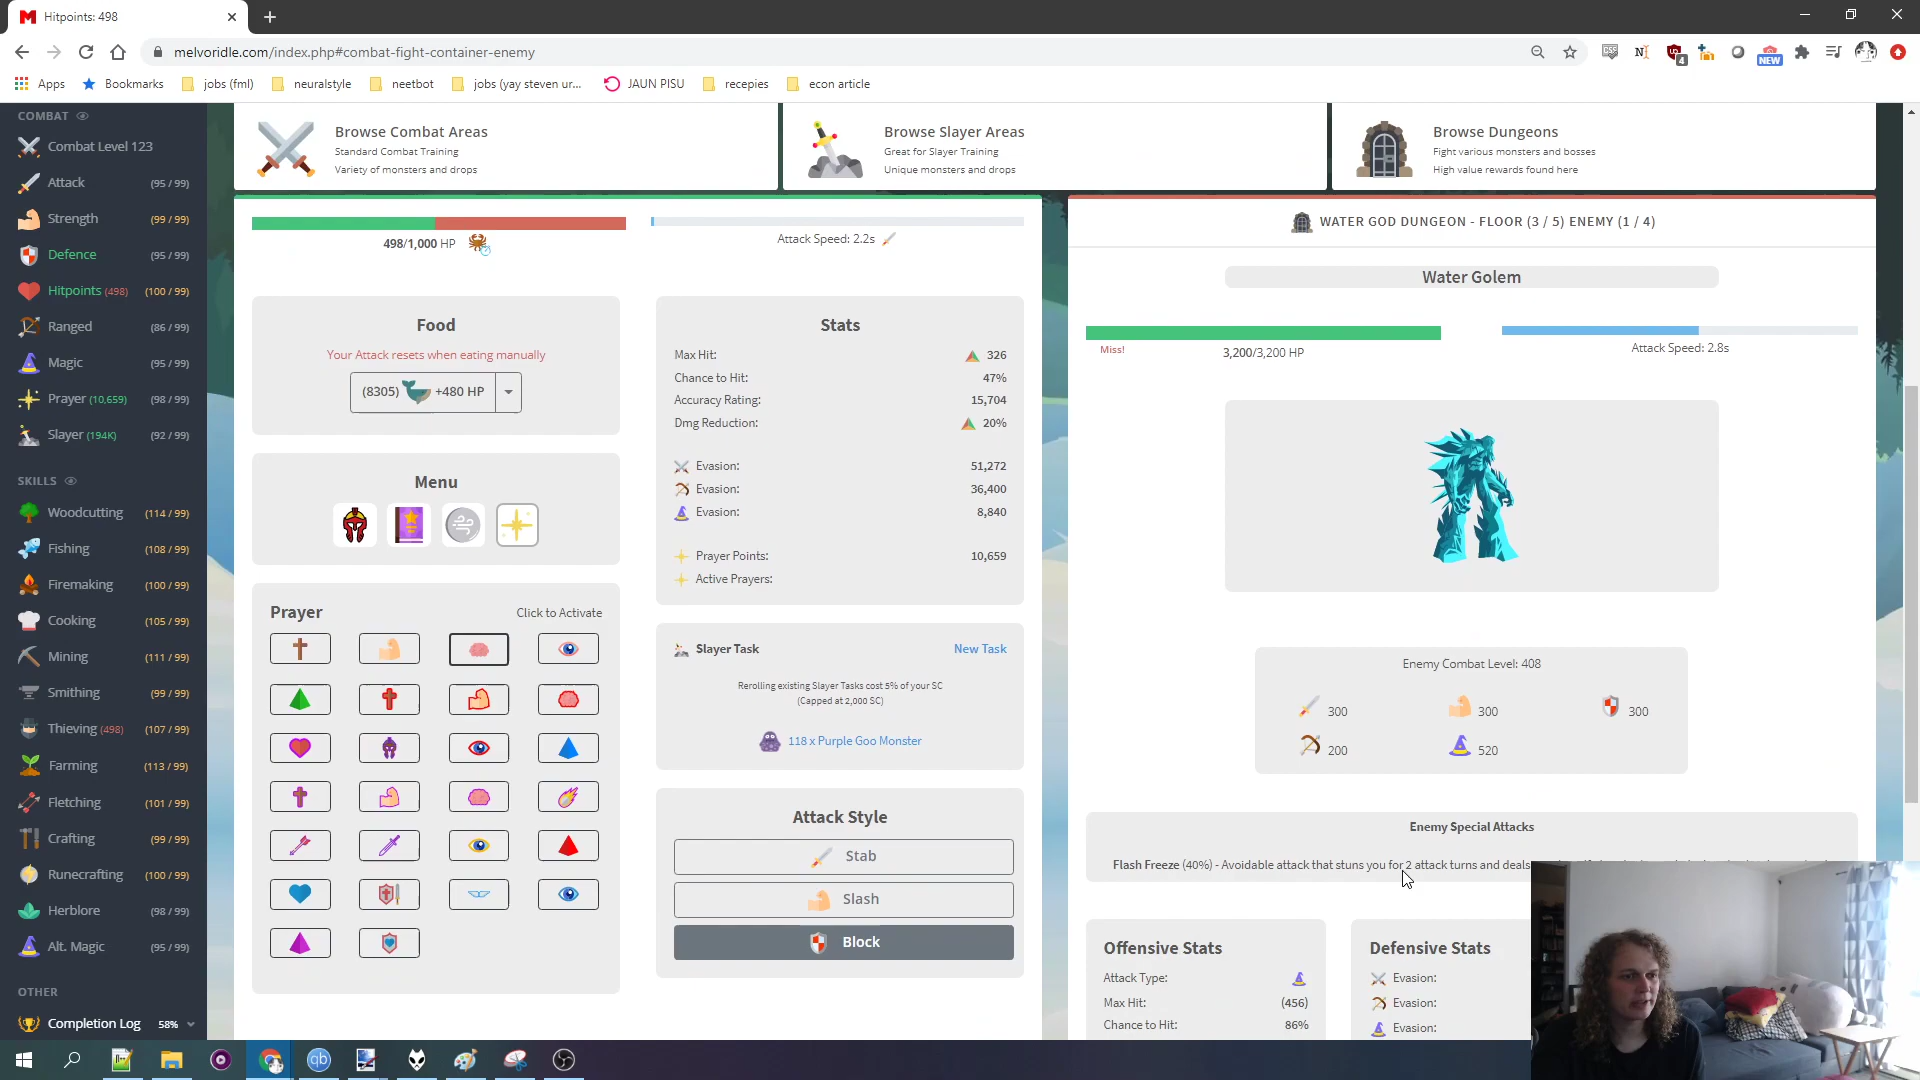 Hitpoints: 498
melvoridle.com/index.php#combat-fight-container-enemy
4
NEW
Apps
Bookmarks
jobs (fml)
neuralstyle
neetbot
jobs (yay steven ur...
JAUN PISU
recepies
econ article
COMBAT
Combat Level 123
Attack (95 / 99)
Strength (99 / 99)
Defence (95 / 99)
Hitpoints (498) (100 / 99)
Ranged (86 / 99)
Magic (95 / 99)
Prayer (10,659) (98 / 99)
Slayer (194K) (92 / 99)
SKILLS
Woodcutting (114 / 99)
Fishing (108 / 99)
Firemaking (100 / 99)
Cooking (105 / 99)
Mining (111 / 99)
Smithing (99 / 99)
Thieving (498) (107 / 99)
Farming (113 / 99)
Fletching (101 / 99)
Crafting (99 / 99)
Runecrafting (100 / 99)
Herblore (98 / 99)
Alt. Magic (95 / 99)
OTHER
Completion Log 58%
Browse Combat Areas
Standard Combat Training
Variety of monsters and drops
Browse Slayer Areas
Great for Slayer Training
Unique monsters and drops
Browse Dungeons
Fight various monsters and bosses
High value rewards found here
498/1,000 HP
Attack Speed: 2.2s
Food
Your Attack resets when eating manually
(8305) +480 HP
Menu
Prayer
Click to Activate
Stats
Max Hit: 326
Chance to Hit: 47%
Accuracy Rating: 15,704
Dmg Reduction: 20%
Evasion: 51,272
Evasion: 36,400
Evasion: 8,840
Prayer Points: 10,659
Active Prayers:
Slayer Task
New Task
Rerolling existing Slayer Tasks cost 5% of your SC
(Capped at 2,000 SC)
118 x Purple Goo Monster
Attack Style
Stab
Slash
Block
WATER GOD DUNGEON - FLOOR (3 / 5) ENEMY (1 / 4)
Water Golem
Miss!
3,200/3,200 HP
Attack Speed: 2.8s
Enemy Combat Level: 408
300 300 300
200 520
Enemy Special Attacks
Flash Freeze (40%) - Avoidable attack that stuns you for 2 attack turns and deals
Offensive Stats
Attack Type:
Max Hit: (456)
Chance to Hit: 86%
Defensive Stats
Evasion:
Evasion:
Evasion:
qb